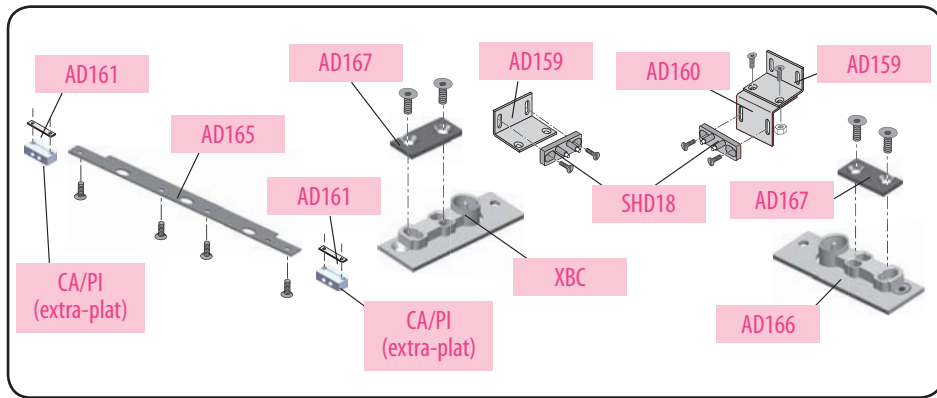 AD161
AD165
CA/PI
(extra-plat)
AD161
CA/PI
(extra-plat)
AD167
AD159
XBC
SHD18
AD160
AD159
AD167
AD166